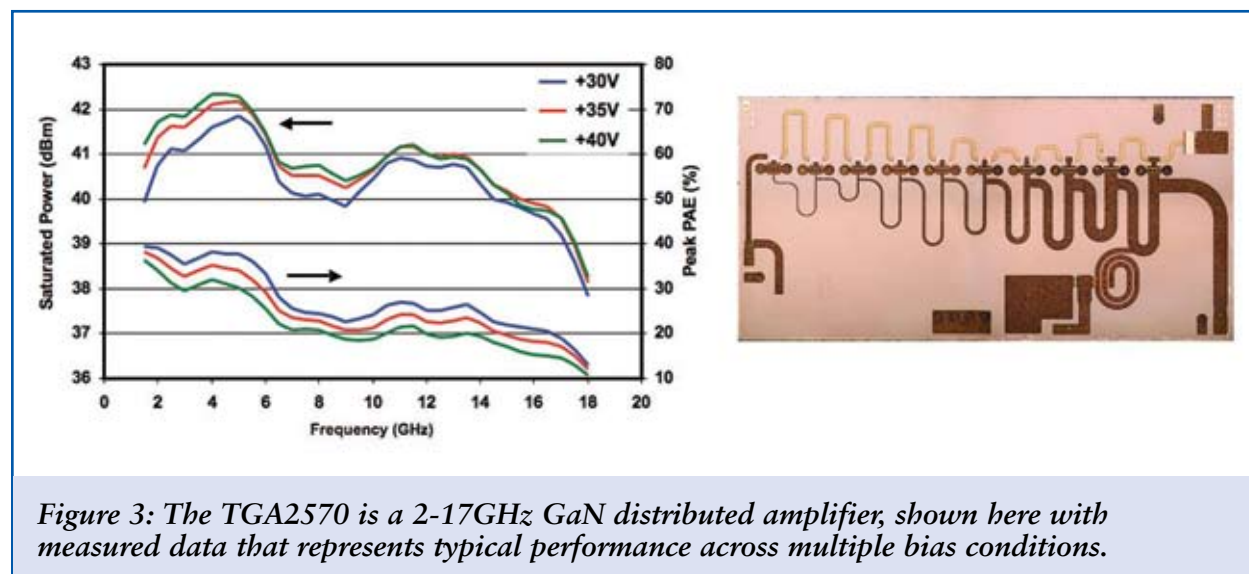 43
42
41
40
39
38
37
36
Saturated Power (dBm)
80
70
60
50
40
30
20
10
Peak PAE (%)
+30V
+35V
+40V
0 2 4 6 8 10 12 14 16 18 20
Frequency (GHz)
Figure 3: The TGA2570 is a 2-17GHz GaN distributed amplifier, shown here with
measured data that represents typical performance across multiple bias conditions.